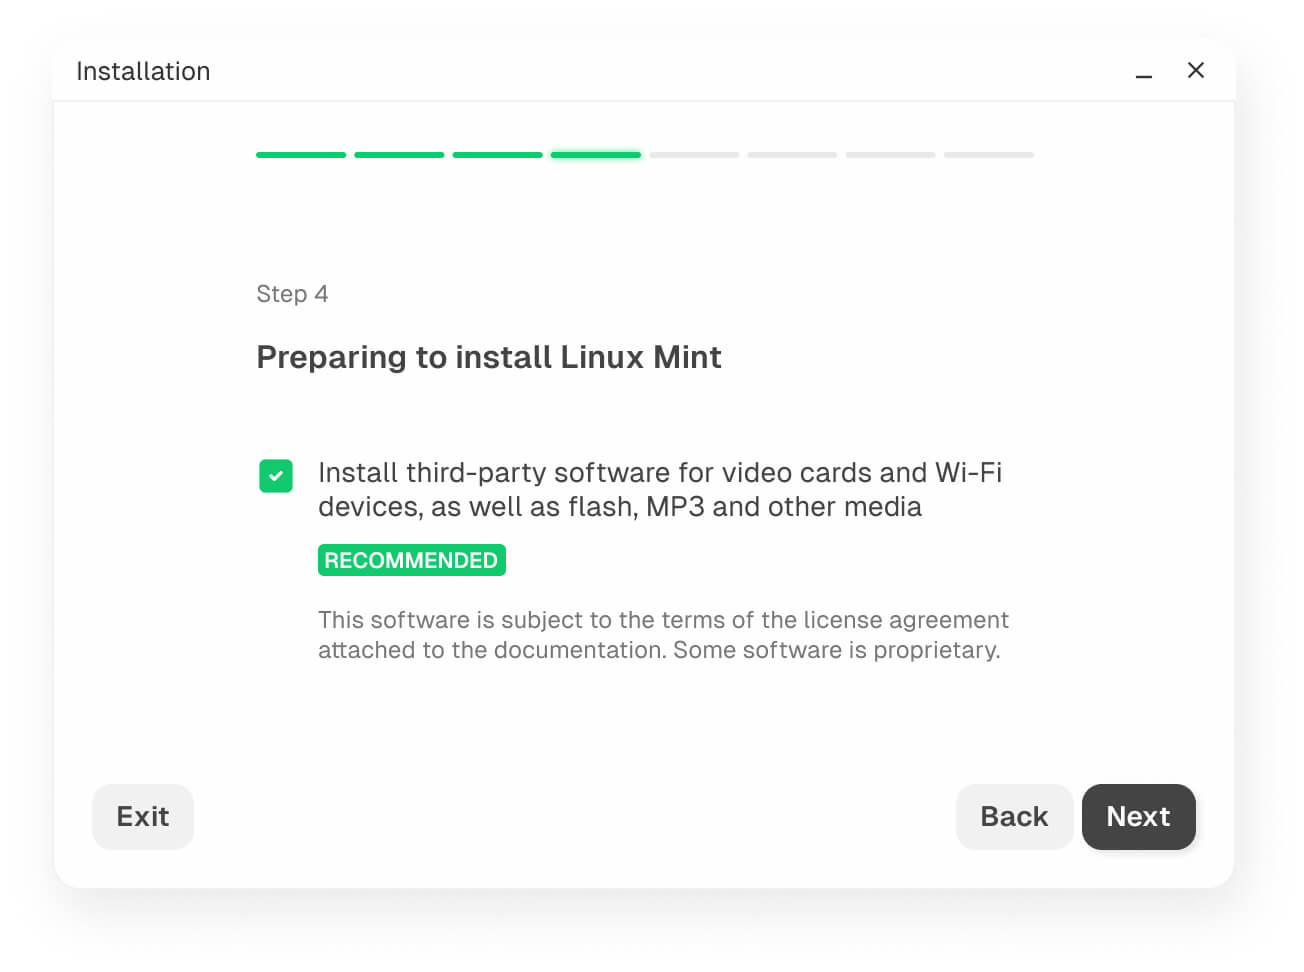 Installation
Step 4
Preparing to install Linux Mint
Install third-party software for video cards and Wi-Fi
devices, as well as flash, MP3 and other media
RECOMMENDED
This software is subject to the terms of the license agreement
attached to the documentation. Some software is proprietary.
Exit
Back
Next